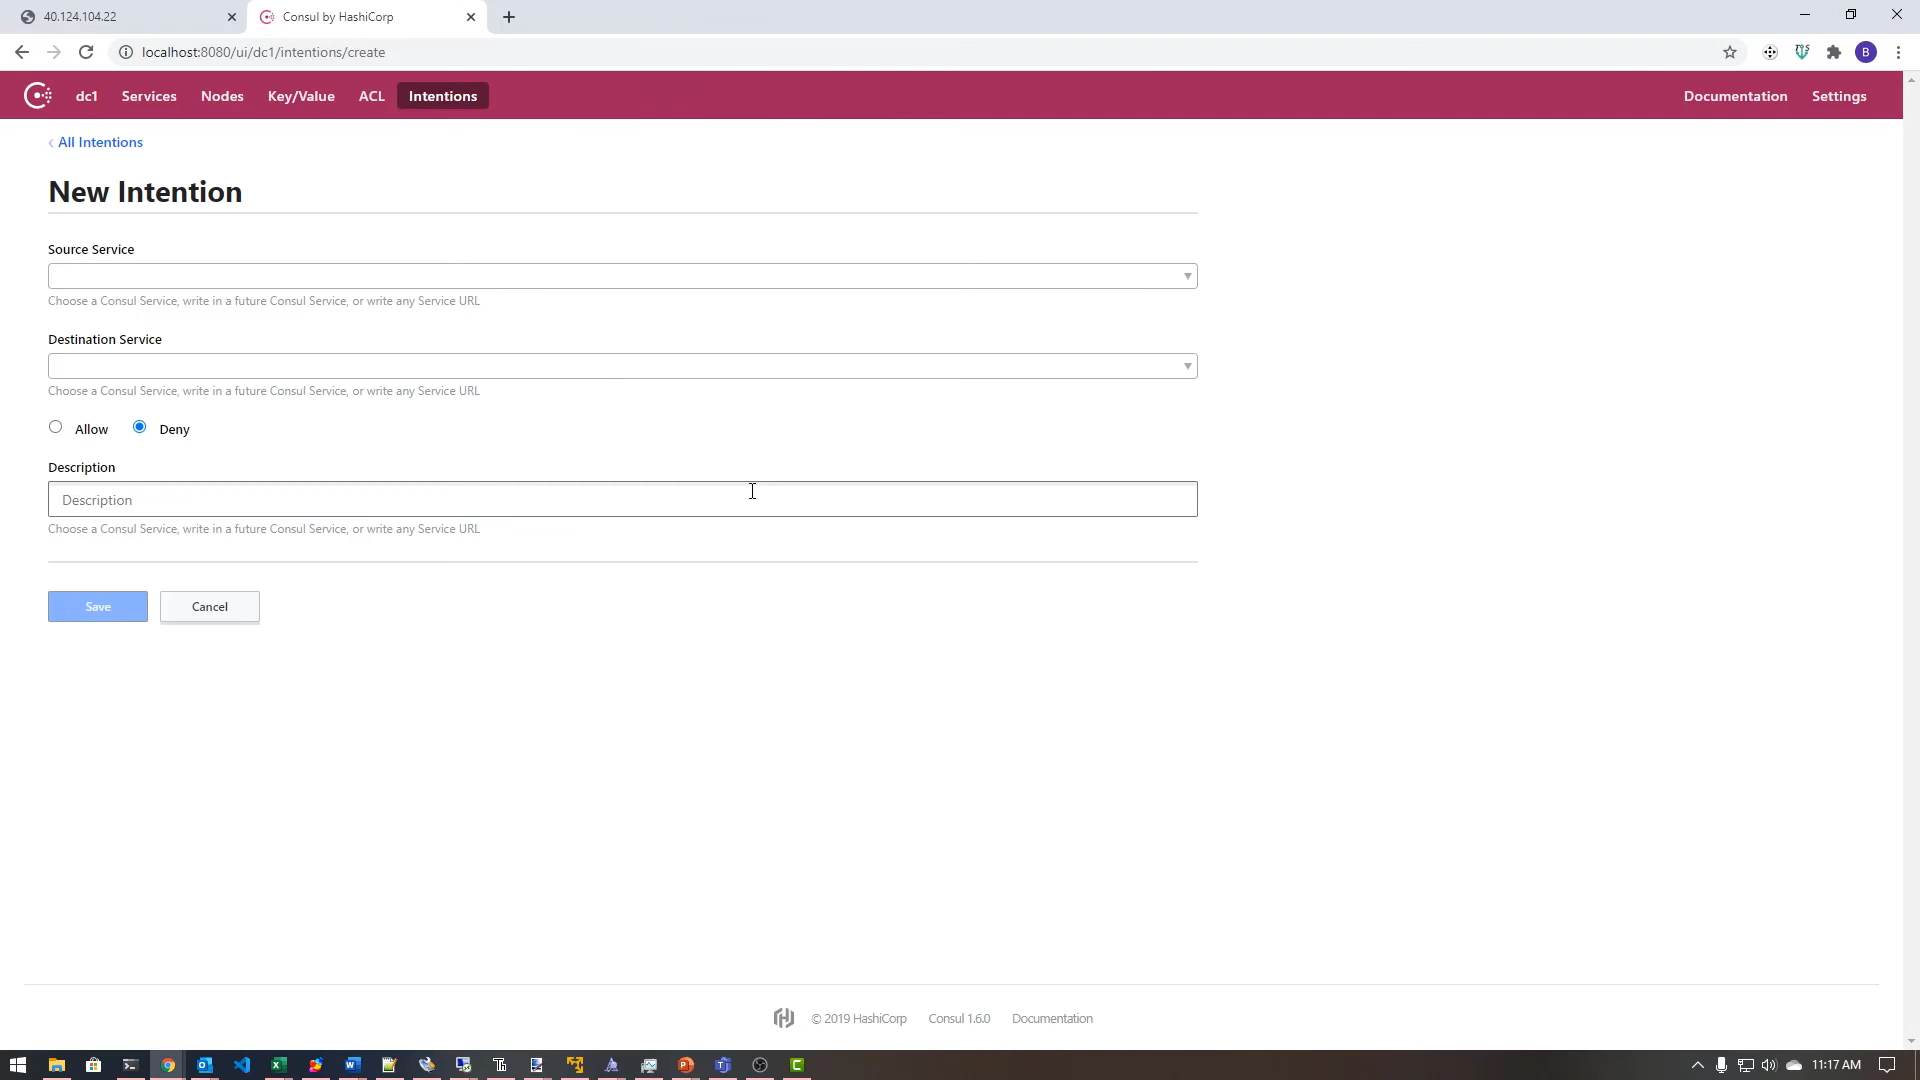 40.124.104.22
Consul by HashiCorp
localhost:8080/ui/dc1/intentions/create
B
dc1 Services Nodes Key/Value ACL Intentions Documentation Settings
All Intentions
New Intention
Source Service
Choose a Consul Service, write in a future Consul Service, or write any Service URL
Destination Service
Choose a Consul Service, write in a future Consul Service, or write any Service URL
Allow Deny
Description
Description
Choose a Consul Service, write in a future Consul Service, or write any Service URL
Save Cancel
© 2019 HashiCorp Consul 1.6.0 Documentation
11:17 AM